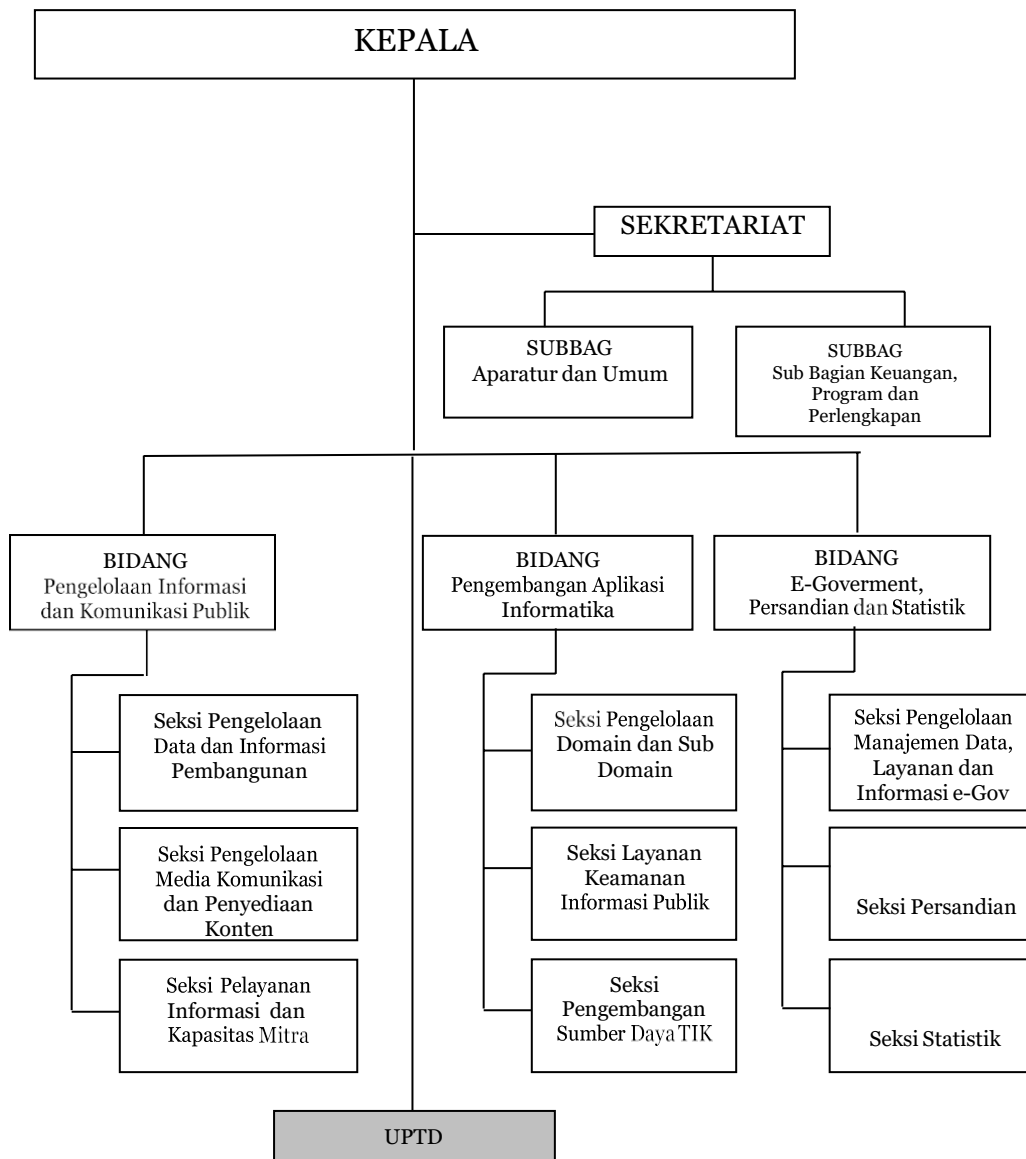 KEPALA
SEKRETARIAT
SUBBAG
Aparatur dan Umum
SUBBAG
Sub Bagian Keuangan,
Program dan
Perlengkapan
BIDANG
Pengelolaan Informasi
dan Komunikasi Publik
BIDANG
Pengembangan Aplikasi
Informatika
BIDANG
E-Goverment,
Persandian dan Statistik
Seksi Pengelolaan
Data dan Informasi
Pembangunan
Seksi Pengelolaan
Media Komunikasi
dan Penyediaan
Konten
Seksi Pelayanan
Informasi dan
Kapasitas Mitra
Seksi Pengelolaan
Domain dan Sub
Domain
Seksi Layanan
Keamanan
Informasi Publik
Seksi
Pengembangan
Sumber Daya TIK
Seksi Pengelolaan
Manajemen Data,
Layanan dan
Informasi e-Gov
Seksi Persandian
Seksi Statistik
UPTD